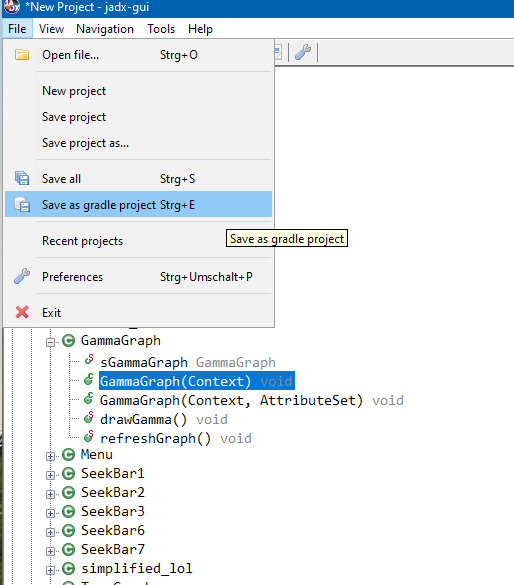 *New Project - jadx-gui
File View Navigation Tools Help
Open file... Strg+O
New project
Save project
Save project as...
Save all Strg+S
Save as gradle project Strg+E
Save as gradle project
Recent projects
Preferences Strg+Umschalt+P
Exit
GammaGraph
sGammaGraph GammaGraph
GammaGraph(Context) void
GammaGraph(Context, AttributeSet) void
drawGamma() void
refreshGraph() void
Menu
SeekBar1
SeekBar2
SeekBar3
SeekBar6
SeekBar7
simplified_lol